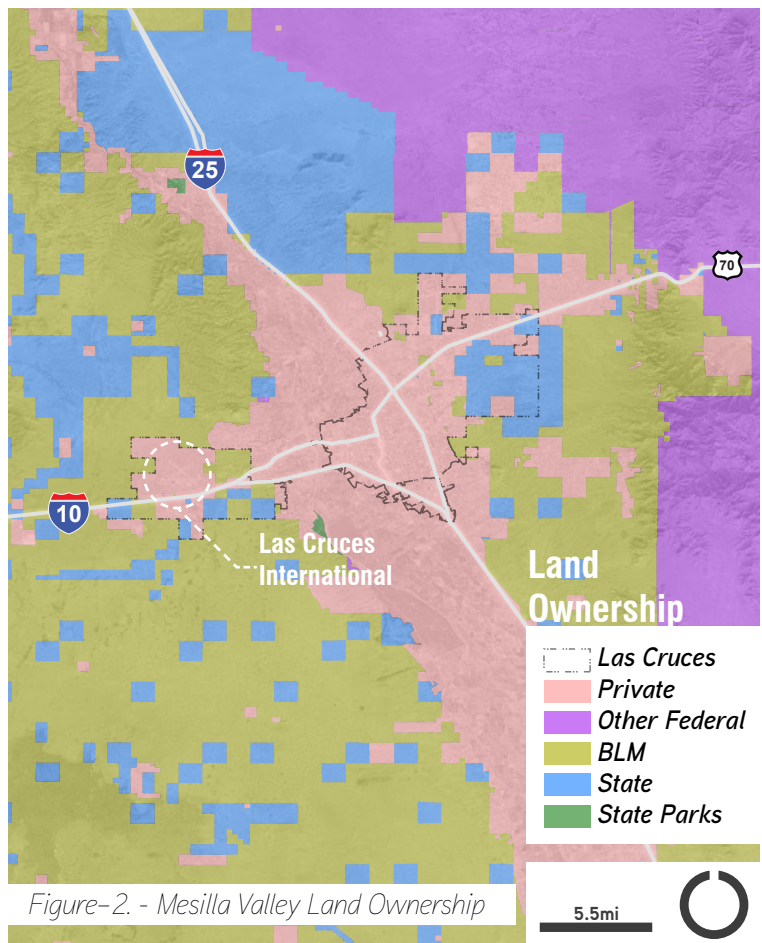 25
70
10
Las Cruces
International
Land
Ownership
Las Cruces
Private
Other Federal
BLM
State
State Parks
Figure-2. - Mesilla Valley Land Ownership
5.5mi